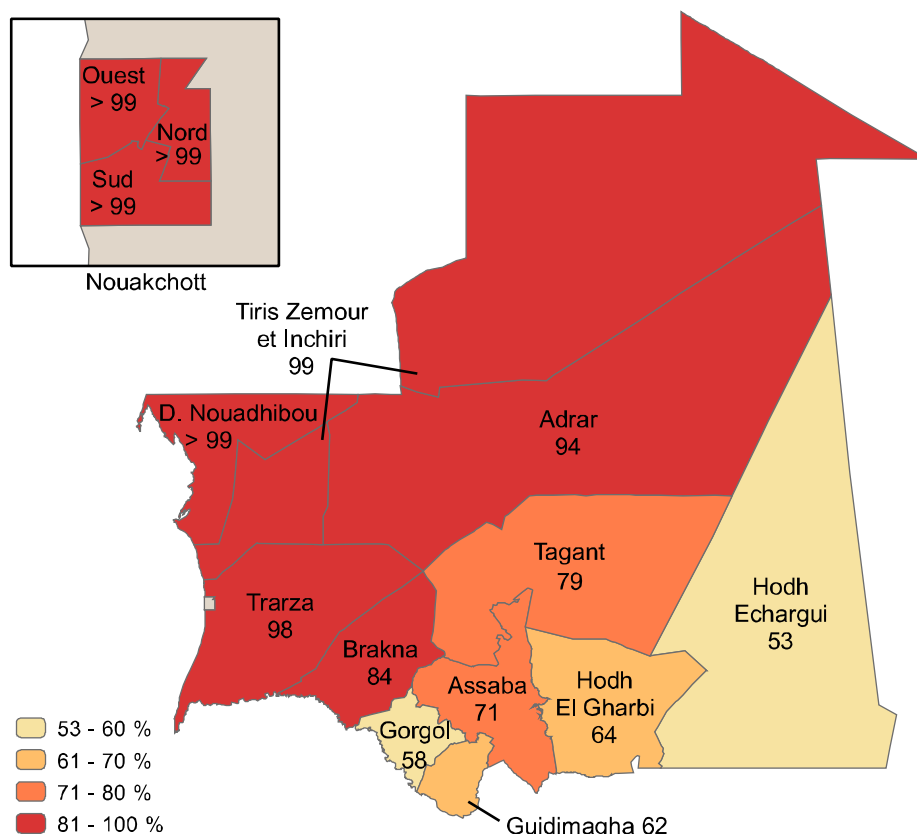 Ouest
> 99
Nord
> 99
Sud
> 99
Nouakchott
Tiris Zemour
et Inchiri
99
D. Nouadhibou
> 99
Adrar
94
Tagant
79
Hodh
Echargui
53
Trarza
98
Brakna
84
Assaba
71
Hodh
El Gharbi
64
Gorgol
58
Guidimagha 62
53 - 60 %
61 - 70 %
71 - 80 %
81 - 100 %